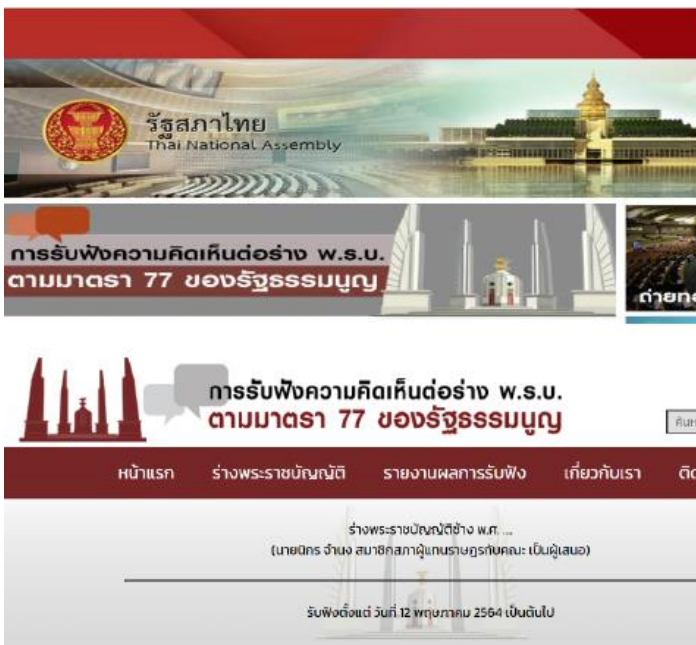 รัฐสภาไทย
Thai National Assembly
การรับฟังความคิดเห็นต่อร่าง พ.ร.บ.
ตามมาตรา 77 ของรัฐธรรมนูญ
การรับฟังความคิดเห็นต่อร่าง พ.ร.บ.
ตามมาตรา 77 ของรัฐธรรมนูญ
หน้าแรก ร่างพระราชบัญญัติ รายงานผลการรับฟัง เกี่ยวกับเรา
ร่างพระราชบัญญัติช้าง พ.ศ. ....
(นายนิกร จำนง สมาชิกสภาผู้แทนราษฎรกับคณะ เป็นผู้เสนอ)
รับฟังตั้งแต่ วันที่ 12 พฤษภาคม 2564 เป็นต้นไป